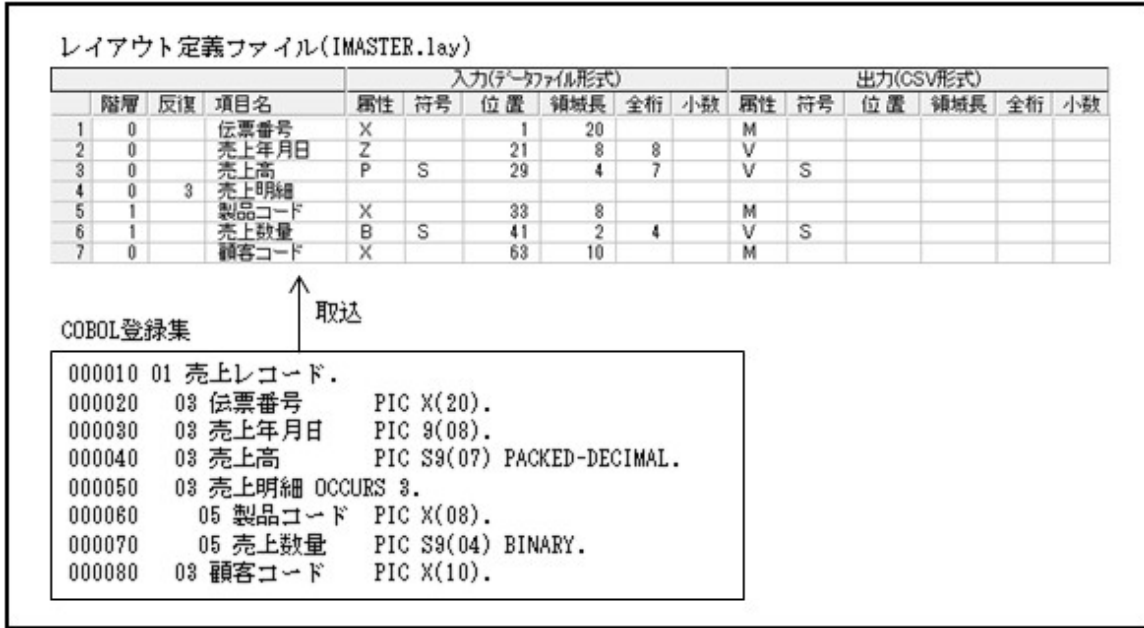 レイアウト定義ファイル(IMASTER.lay)
入力(データファイル形式) 出力(CSV形式)
階層 反復 項目名 属性 符号 位置 領域長 全桁 小数 属性 符号 位置 領域長 全桁 小数
1 0 伝票番号 X 1 20 M
2 0 売上年月日 Z 21 8 8 V
3 0 売上高 P S 29 4 7 V S
4 0 3 売上明細
5 1 製品コード X 33 8 M
6 1 売上数量 B S 41 2 4 V S
7 0 顧客コード X 63 10 M
取込
COBOL登録集
000010 01 売上レコード.
000020 03 伝票番号 PIC X(20).
000030 03 売上年月日 PIC 9(08).
000040 03 売上高 PIC S9(07) PACKED-DECIMAL.
000050 03 売上明細 OCCURS 3.
000060 05 製品コード PIC X(08).
000070 05 売上数量 PIC S9(04) BINARY.
000080 03 顧客コード PIC X(10).